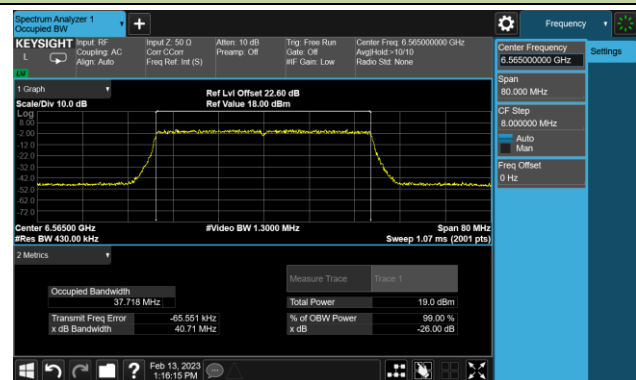 Spectrum Analyzer 1
Occupied BW
Frequency
KEYSIGHT
L
Input: RF
Coupling: AC
Align: Auto
Input Z: 50 Ω
Corr CCorr
Freq Ref: Int (S)
Atten: 10 dB
Preamp: Off
Trig: Free Run
Gate: Off
#IF Gain: Low
Center Freq: 6.565000000 GHz
Avg|Hold:>10/10
Radio Std: None
LNI
Center Frequency
6.565000000 GHz
Settings
Span
80.000 MHz
CF Step
8.000000 MHz
Auto
Man
Freq Offset
0 Hz
1 Graph
Scale/Div 10.0 dB
Ref Lvl Offset 22.60 dB
Ref Value 18.00 dBm
Log
8.00
-2.00
-12.0
-22.0
-32.0
-42.0
-52.0
-62.0
-72.0
Center 6.56500 GHz
#Res BW 430.00 kHz
#Video BW 1.3000 MHz
Span 80 MHz
Sweep 1.07 ms (2001 pts)
2 Metrics
Measure Trace
Trace 1
Occupied Bandwidth
37.718 MHz
Total Power
19.0 dBm
Transmit Freq Error
-65.551 kHz
% of OBW Power
99.00 %
x dB Bandwidth
40.71 MHz
x dB
-26.00 dB
?
Feb 13, 2023
1:16:15 PM